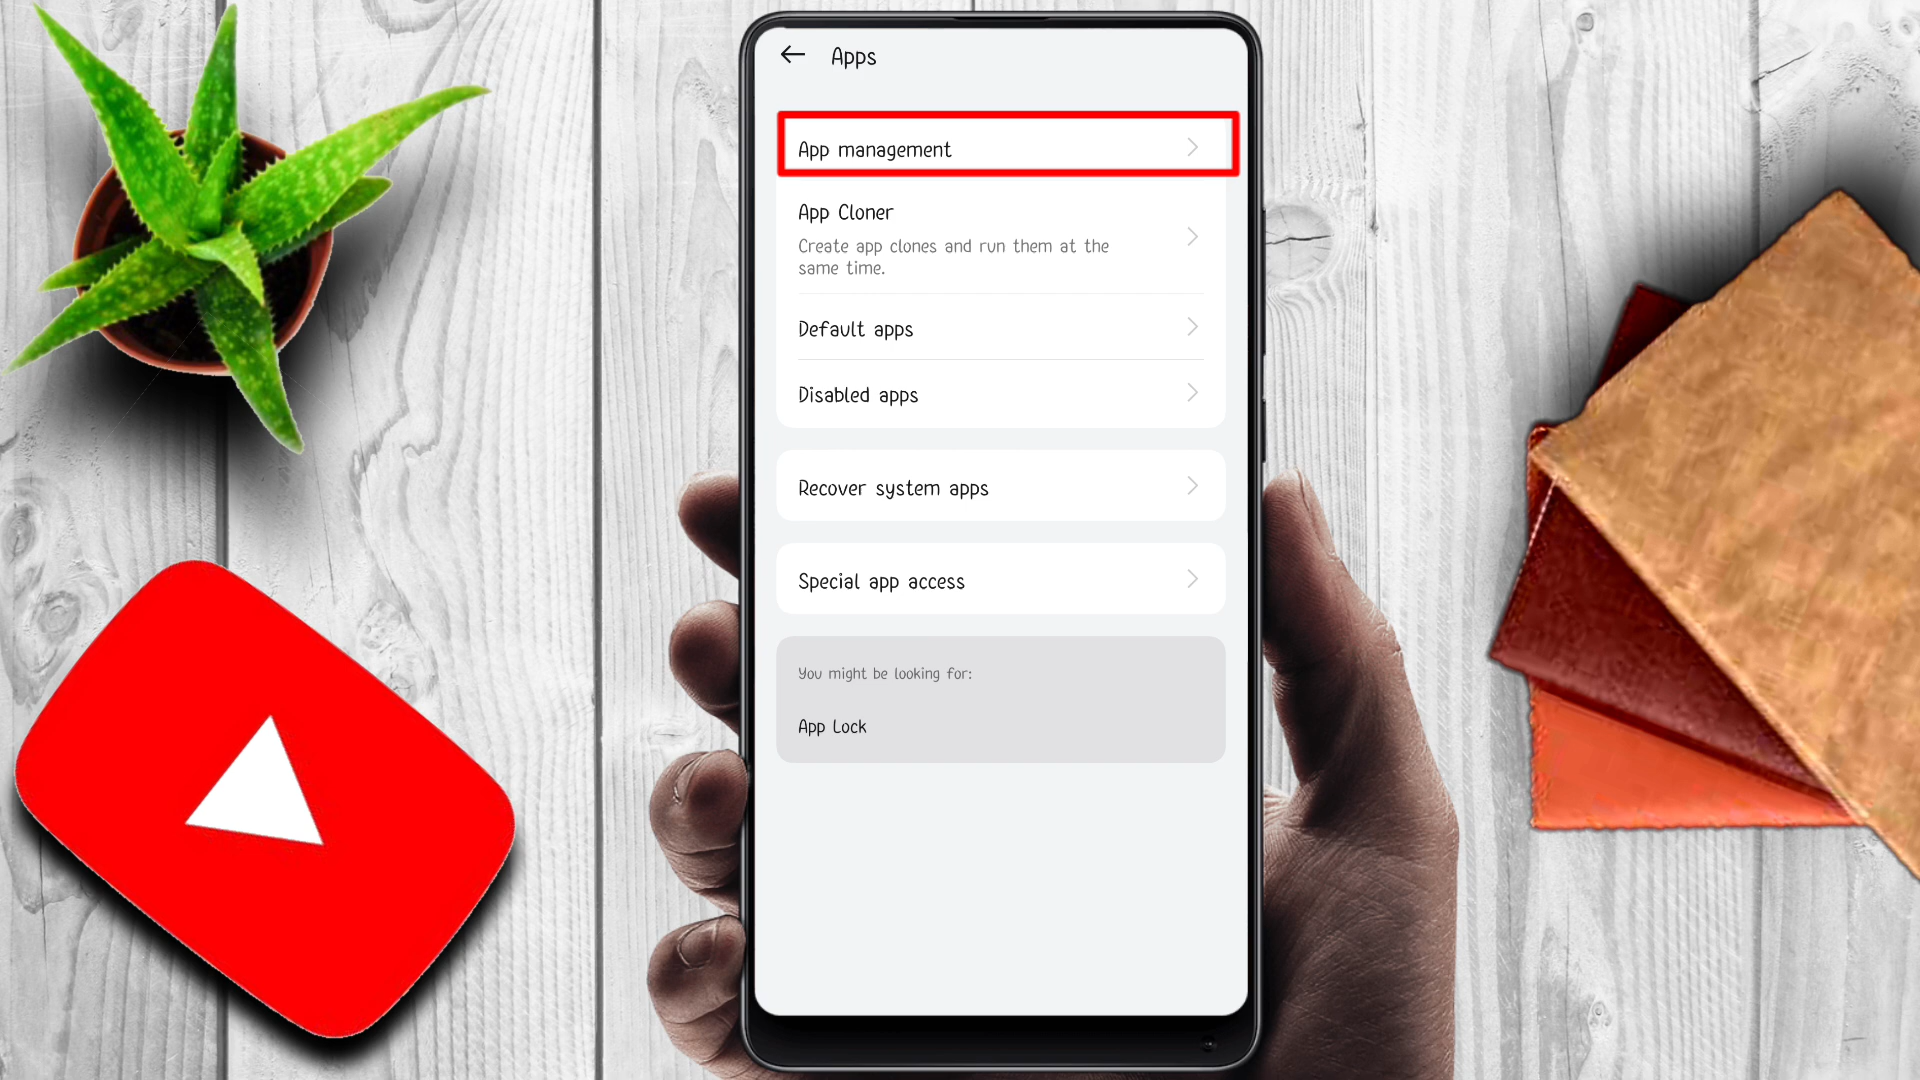 Apps
App management
App Cloner
Create app clones and run them at the
same time.
Default apps
Disabled apps
Recover system apps
Special app access
You might be looking for:
App Lock